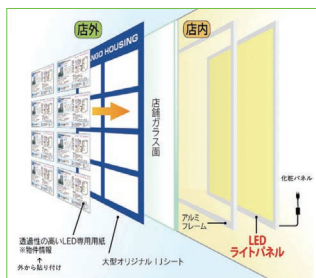 店外
店内
NGO HOUSING
店舗ガラス面
化粧パネル
アルミ
フレーム
LED
ライトパネル
透過性の高いLED専用用紙
※物件情報
外から貼り付け
大型オリジナルIJシート